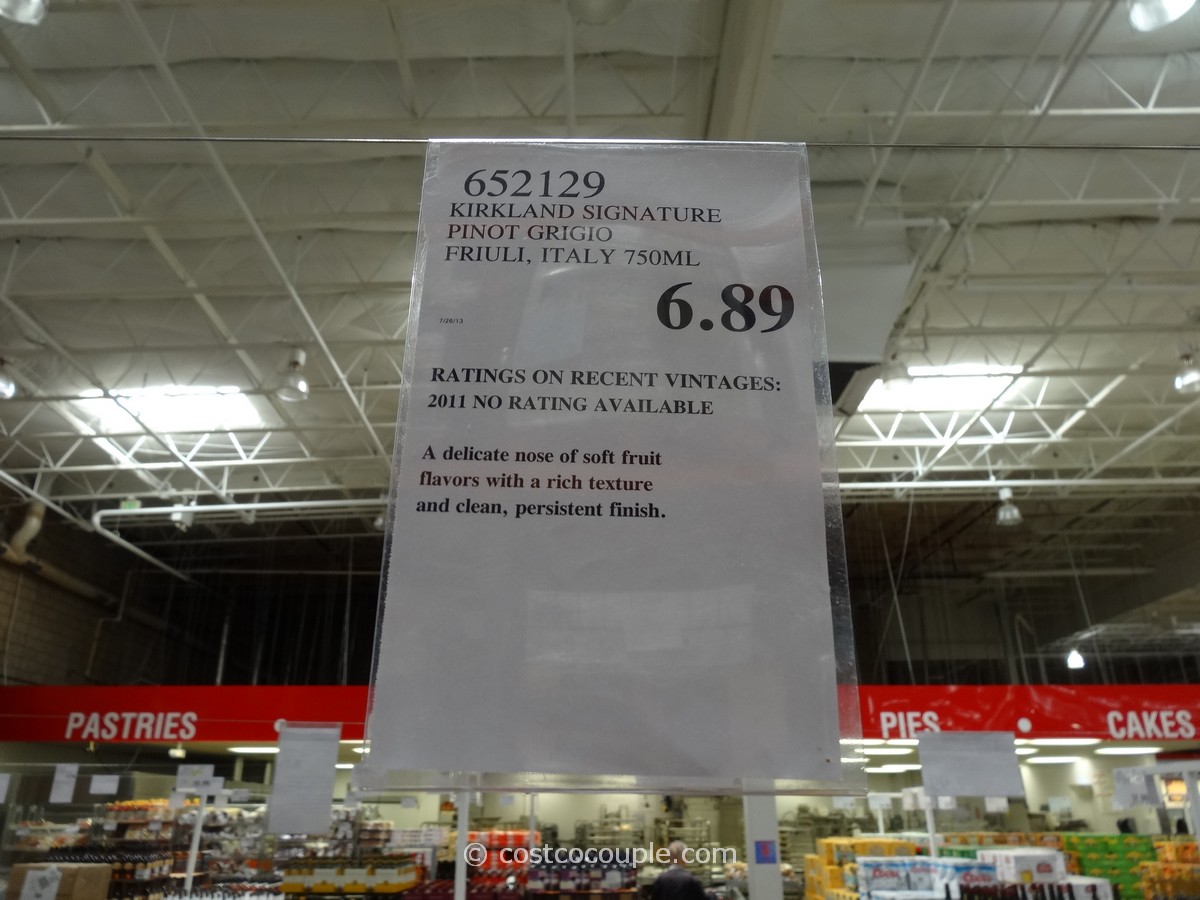 652129
KIRKLAND SIGNATURE
PINOT GRIGIO
FRIULI, ITALY 750ML
6.89
7/26/13
RATINGS ON RECENT VINTAGES:
2011 NO RATING AVAILABLE
A delicate nose of soft fruit
flavors with a rich texture
and clean, persistent finish.
PASTRIES
PIES
CAKES
© costcocouple.com